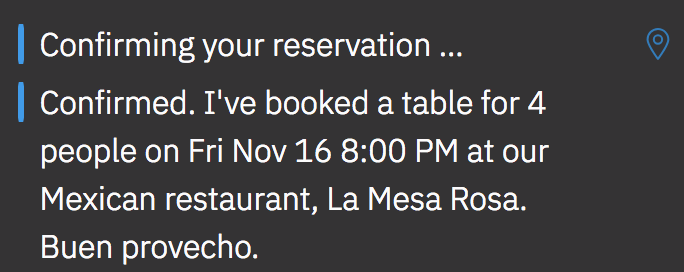 Confirming your reservation ...
Confirmed. I've booked a table for 4
people on Fri Nov 16 8:00 PM at our
Mexican restaurant, La Mesa Rosa.
Buen provecho.